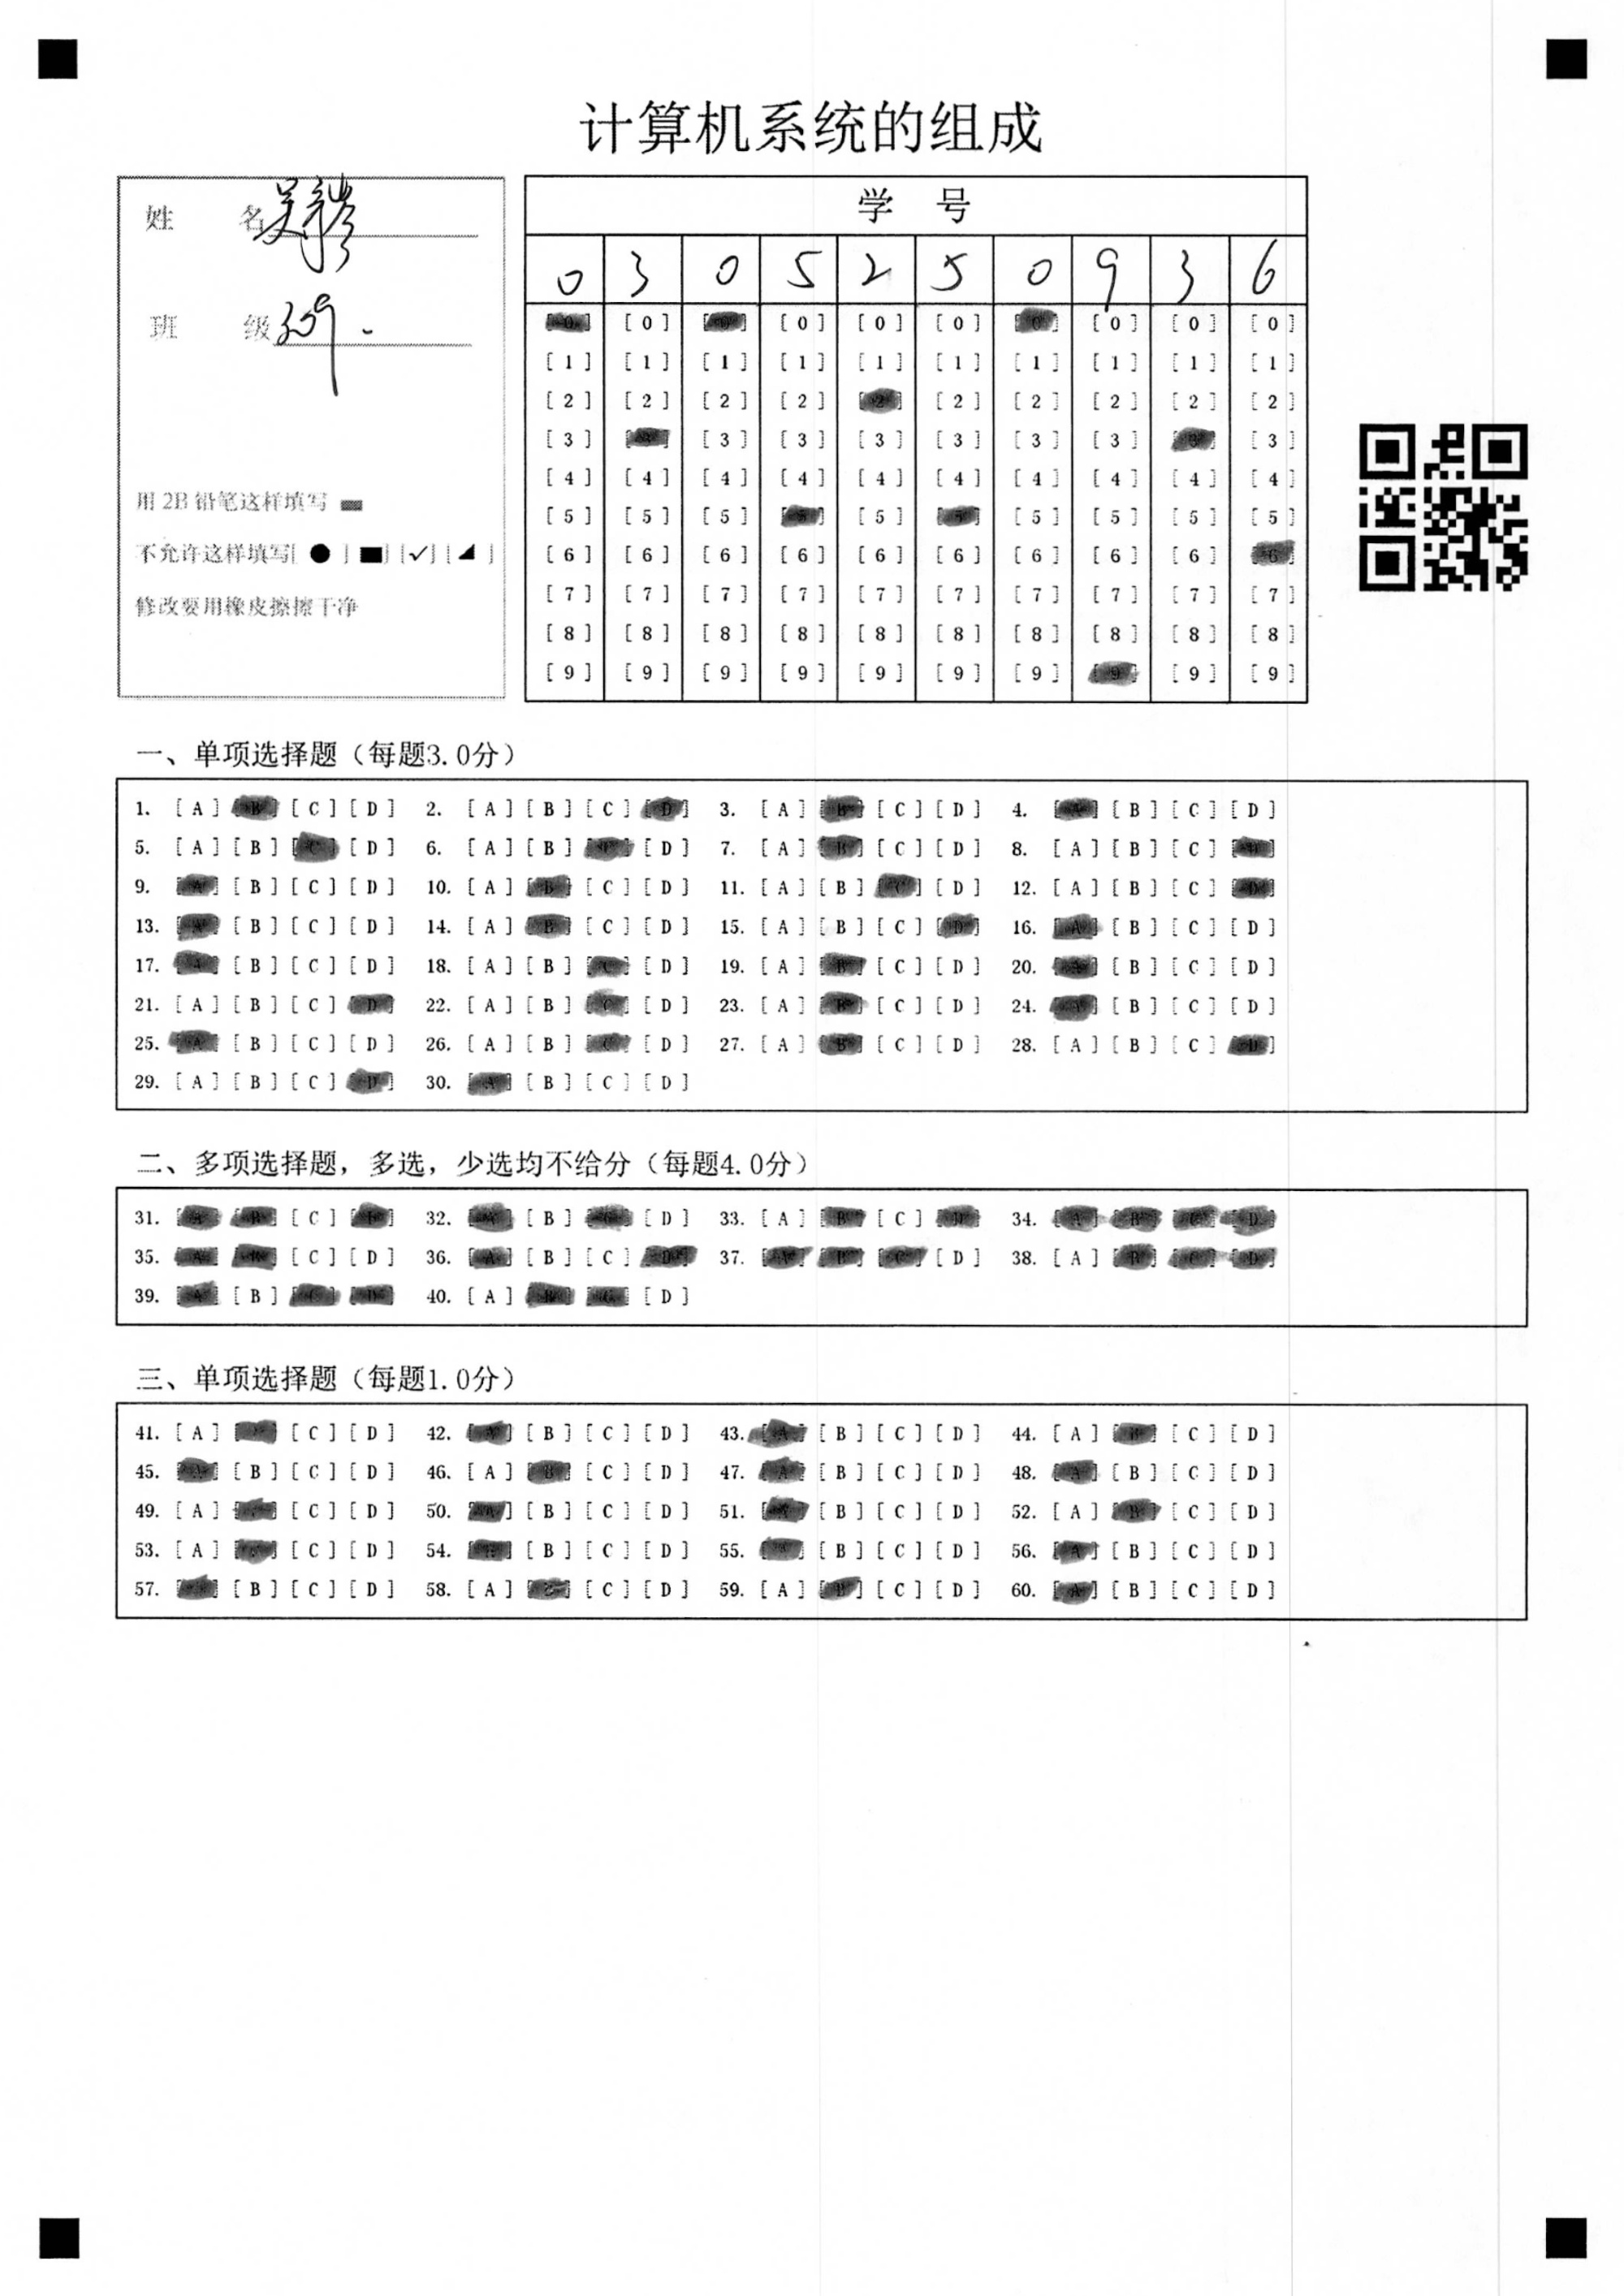 计算机系统的组成
姓 名 吴
班 级 309.
用 2B 铅笔这样填写
不允许这样填写[ ● ] [ ■ ] [ ✓ ] [ ◢ ]
修改要用橡皮擦擦干净
学 号
0 3 0 5 2 5 0 9 3 6
[0] [0] [0] [0] [0] [0] [0] [0] [0] [0]
[1] [1] [1] [1] [1] [1] [1] [1] [1] [1]
[2] [2] [2] [2] [2] [2] [2] [2] [2] [2]
[3] [3] [3] [3] [3] [3] [3] [3] [3] [3]
[4] [4] [4] [4] [4] [4] [4] [4] [4] [4]
[5] [5] [5] [5] [5] [5] [5] [5] [5] [5]
[6] [6] [6] [6] [6] [6] [6] [6] [6] [6]
[7] [7] [7] [7] [7] [7] [7] [7] [7] [7]
[8] [8] [8] [8] [8] [8] [8] [8] [8] [8]
[9] [9] [9] [9] [9] [9] [9] [9] [9] [9]
一、单项选择题（每题3.0分）
1. [A] [B] [C] [D] 2. [A] [B] [C] [D] 3. [A] [B] [C] [D] 4. [A] [B] [C] [D]
5. [A] [B] [C] [D] 6. [A] [B] [C] [D] 7. [A] [B] [C] [D] 8. [A] [B] [C] [D]
9. [A] [B] [C] [D] 10. [A] [B] [C] [D] 11. [A] [B] [C] [D] 12. [A] [B] [C] [D]
13. [A] [B] [C] [D] 14. [A] [B] [C] [D] 15. [A] [B] [C] [D] 16. [A] [B] [C] [D]
17. [A] [B] [C] [D] 18. [A] [B] [C] [D] 19. [A] [B] [C] [D] 20. [A] [B] [C] [D]
21. [A] [B] [C] [D] 22. [A] [B] [C] [D] 23. [A] [B] [C] [D] 24. [A] [B] [C] [D]
25. [A] [B] [C] [D] 26. [A] [B] [C] [D] 27. [A] [B] [C] [D] 28. [A] [B] [C] [D]
29. [A] [B] [C] [D] 30. [A] [B] [C] [D]
二、多项选择题，多选，少选均不给分（每题4.0分）
31. [A] [B] [C] [D] 32. [A] [B] [C] [D] 33. [A] [B] [C] [D] 34. [A] [B] [C] [D]
35. [A] [B] [C] [D] 36. [A] [B] [C] [D] 37. [A] [B] [C] [D] 38. [A] [B] [C] [D]
39. [A] [B] [C] [D] 40. [A] [B] [C] [D]
三、单项选择题（每题1.0分）
41. [A] [B] [C] [D] 42. [A] [B] [C] [D] 43. [A] [B] [C] [D] 44. [A] [B] [C] [D]
45. [A] [B] [C] [D] 46. [A] [B] [C] [D] 47. [A] [B] [C] [D] 48. [A] [B] [C] [D]
49. [A] [B] [C] [D] 50. [A] [B] [C] [D] 51. [A] [B] [C] [D] 52. [A] [B] [C] [D]
53. [A] [B] [C] [D] 54. [A] [B] [C] [D] 55. [A] [B] [C] [D] 56. [A] [B] [C] [D]
57. [A] [B] [C] [D] 58. [A] [B] [C] [D] 59. [A] [B] [C] [D] 60. [A] [B] [C] [D]